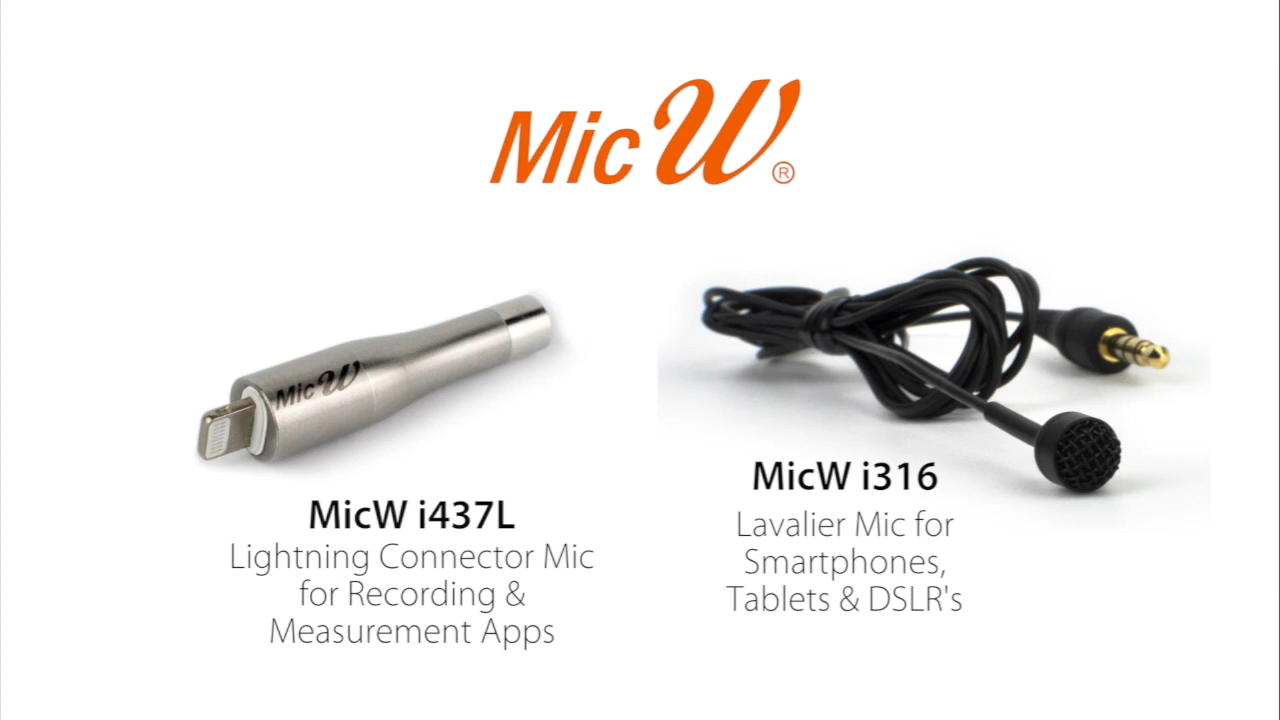 MicW®
MicW
MicW i437L
Lightning Connector Mic
for Recording &
Measurement Apps
MicW i316
Lavalier Mic for
Smartphones,
Tablets & DSLR's